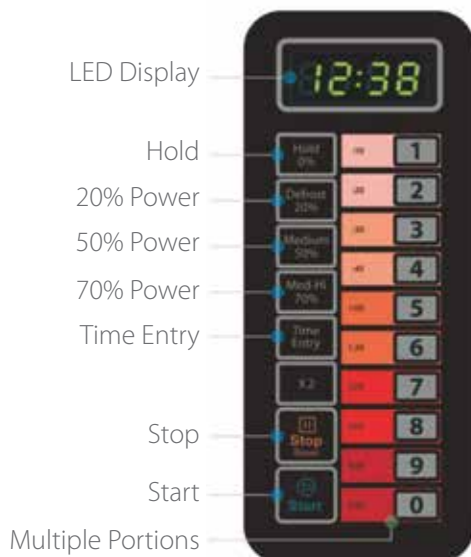 LED Display
12:38
Hold
20% Power
50% Power
70% Power
Time Entry
Stop
Start
Multiple Portions
Hold
0%
Defrost
20%
Medium
50%
Med-Hi
70%
Time
Entry
X2
Stop
Reset
Start
1
2
3
4
5
6
7
8
9
0